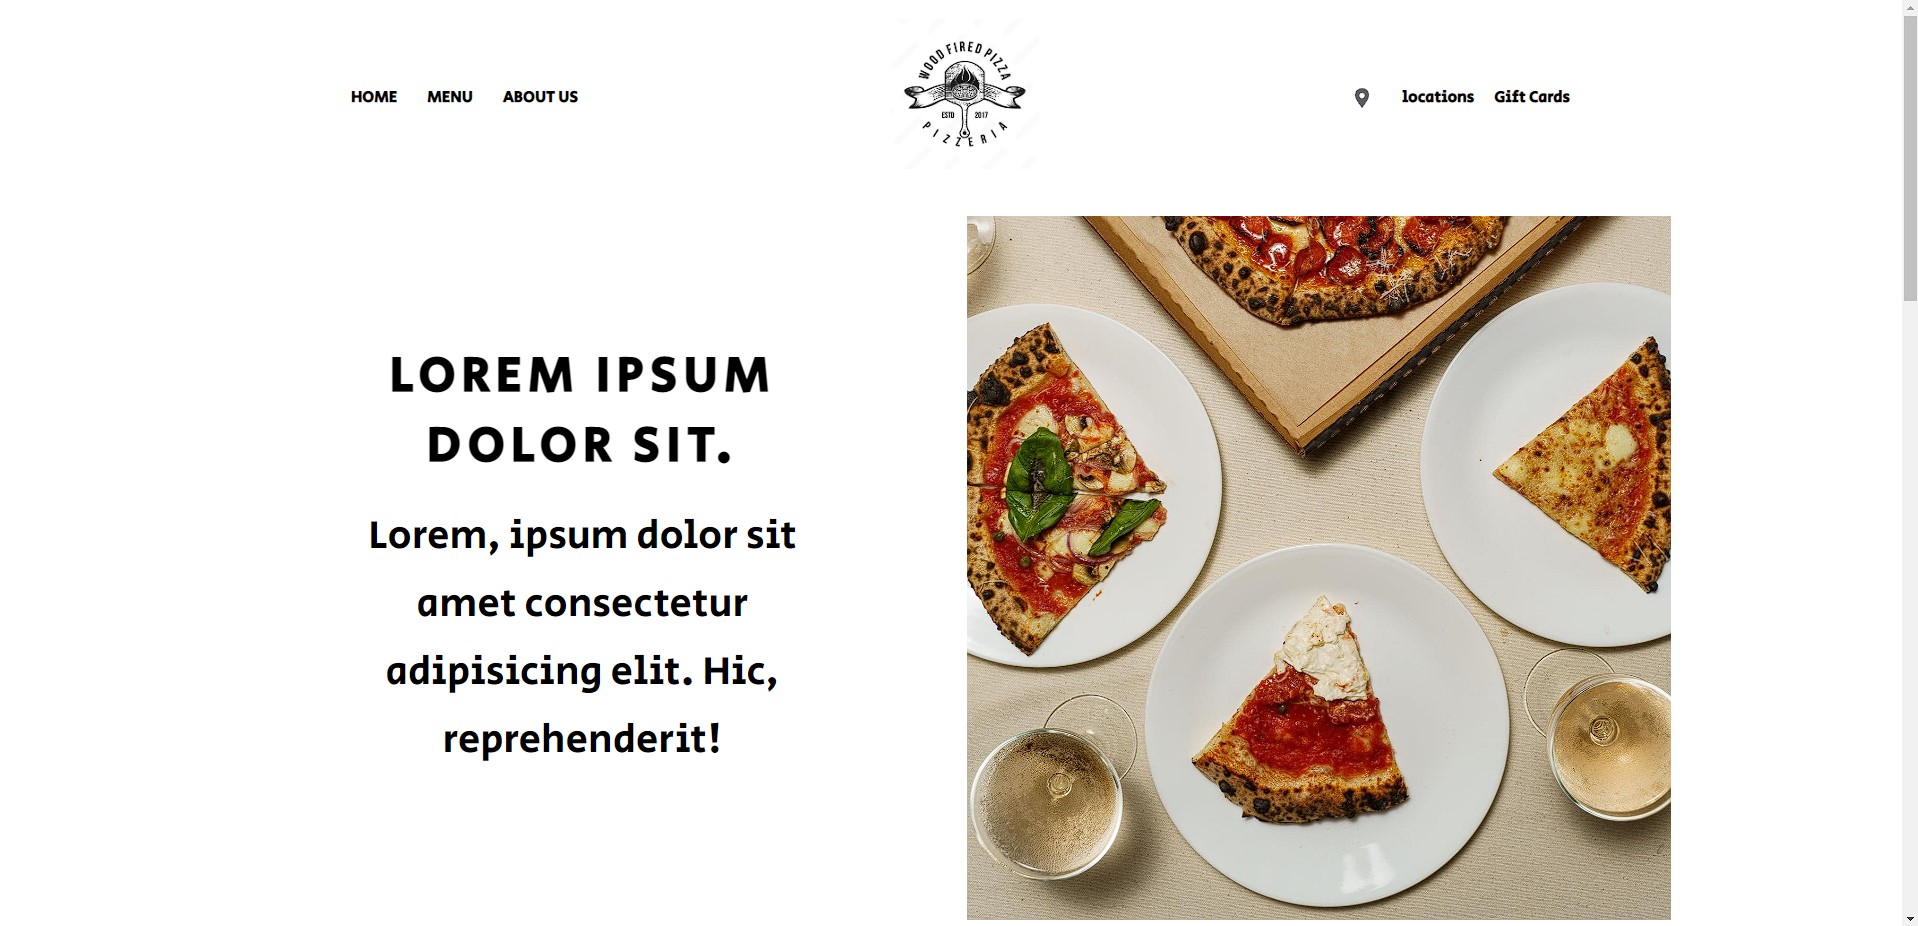 HOME MENU ABOUT US
WOOD FIRED PIZZA
ESTD 2017
PIZZERIA
locations Gift Cards
LOREM IPSUM
DOLOR SIT.
Lorem, ipsum dolor sit
amet consectetur
adipisicing elit. Hic,
reprehenderit!